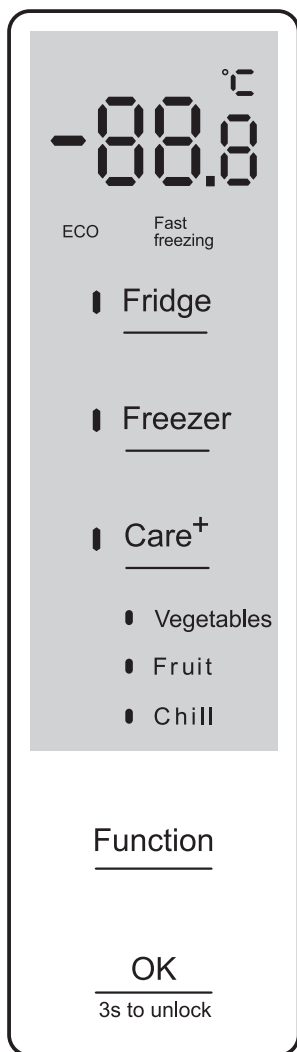 °C
-88.8
ECO
Fast
freezing
Fridge
Freezer
Care+
Vegetables
Fruit
Chill
Function
OK
3s to unlock